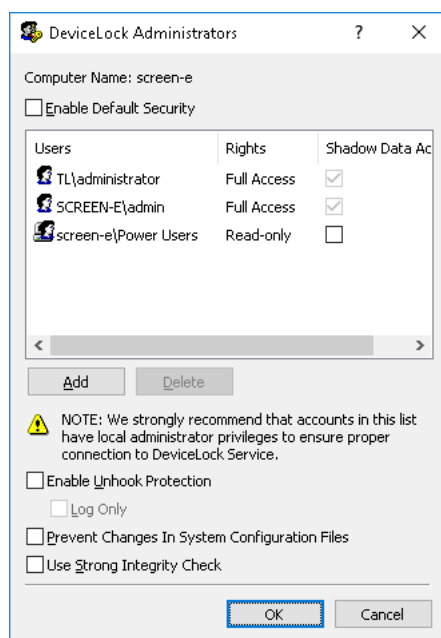 DeviceLock Administrators
Computer Name: screen-e
Enable Default Security
Users Rights Shadow Data Ac
TL\administrator Full Access
SCREEN-E\admin Full Access
screen-e\Power Users Read-only
Add Delete
NOTE: We strongly recommend that accounts in this list
have local administrator privileges to ensure proper
connection to DeviceLock Service.
Enable Unhook Protection
Log Only
Prevent Changes In System Configuration Files
Use Strong Integrity Check
OK Cancel